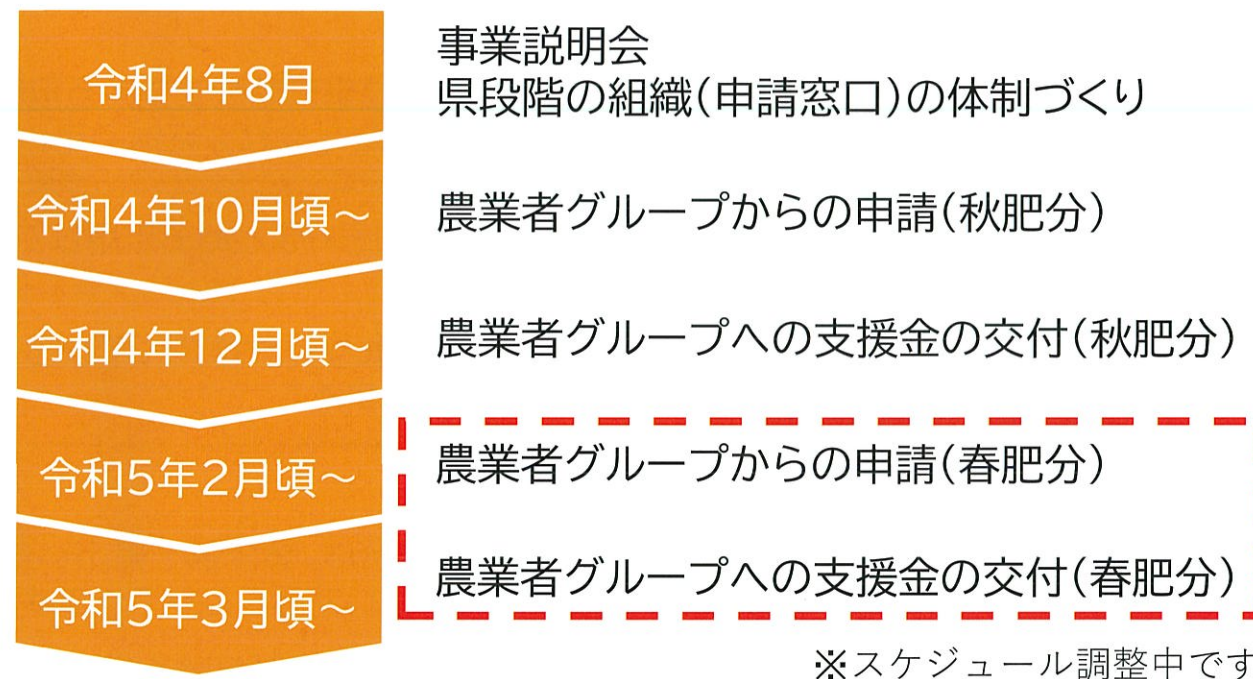 令和4年8月
事業説明会
県段階の組織(申請窓口)の体制づくり
令和4年10月頃~
農業者グループからの申請(秋肥分)
令和4年12月頃~
農業者グループへの支援金の交付(秋肥分)
令和5年2月頃~
農業者グループからの申請(春肥分)
令和5年3月頃~
農業者グループへの支援金の交付(春肥分)
※スケジュール調整中です